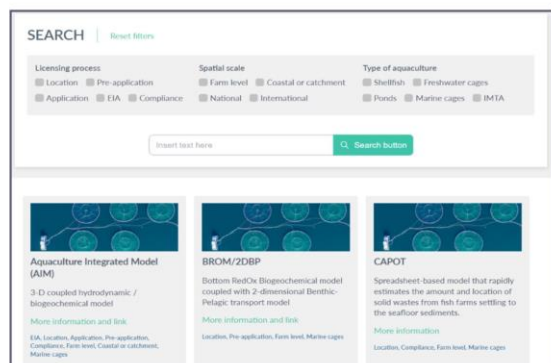 SEARCH Reset filters
Licensing process
Location Pre-application
Application EIA Compliance
Spatial scale
Farm level Coastal or catchment
National International
Type of aquaculture
Shellfish Freshwater cages
Ponds Marine cages IMTA
Insert text here Search button
Aquaculture Integrated Model
(AIM)
3-D coupled hydrodynamic /
biogeochemical model
More information and link
EIA, Location, Application, Pre-application,
Compliance, Farm level, Coastal or catchment,
Marine cages
BROM/2DBP
Bottom RedOx Biogeochemical model
coupled with 2-dimensional Benthic-
Pelagic transport model
More information and link
Location, Pre-application, Farm level, Marine cages
CAPOT
Spreadsheet-based model that rapidly
estimates the amount and location of
solid wastes from fish farms settling to
the seafloor sediments.
More information
Location, Compliance, Farm level, Marine cages